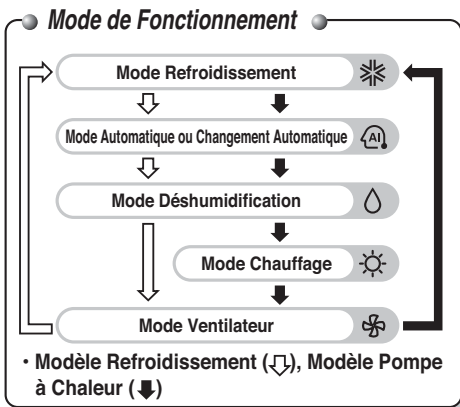 Mode de Fonctionnement
Mode Refroidissement
Mode Automatique ou Changement Automatique
AI
Mode Déshumidification
Mode Chauffage
Mode Ventilateur
• Modèle Refroidissement (⇩), Modèle Pompe
à Chaleur (⬇)